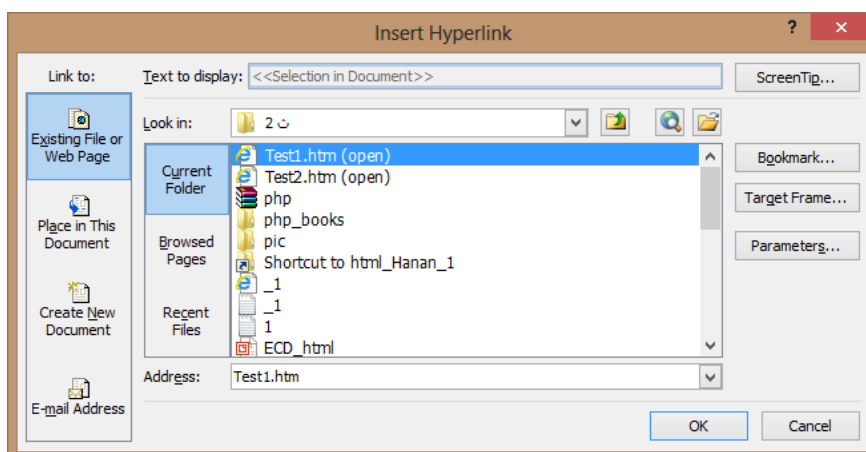 Insert Hyperlink
?
×
Link to:
Text to display: <<Selection in Document>>
ScreenTip...
Existing File or
Web Page
Look in: ث 2
Bookmark...
Target Frame...
Parameters...
Current
Folder
Browsed
Pages
Recent
Files
Test1.htm (open)
Test2.htm (open)
php
php_books
pic
Shortcut to html_Hanan_1
_1
_1
1
ECD_html
Place in This
Document
Create New
Document
E-mail Address
Address: Test1.htm
OK
Cancel